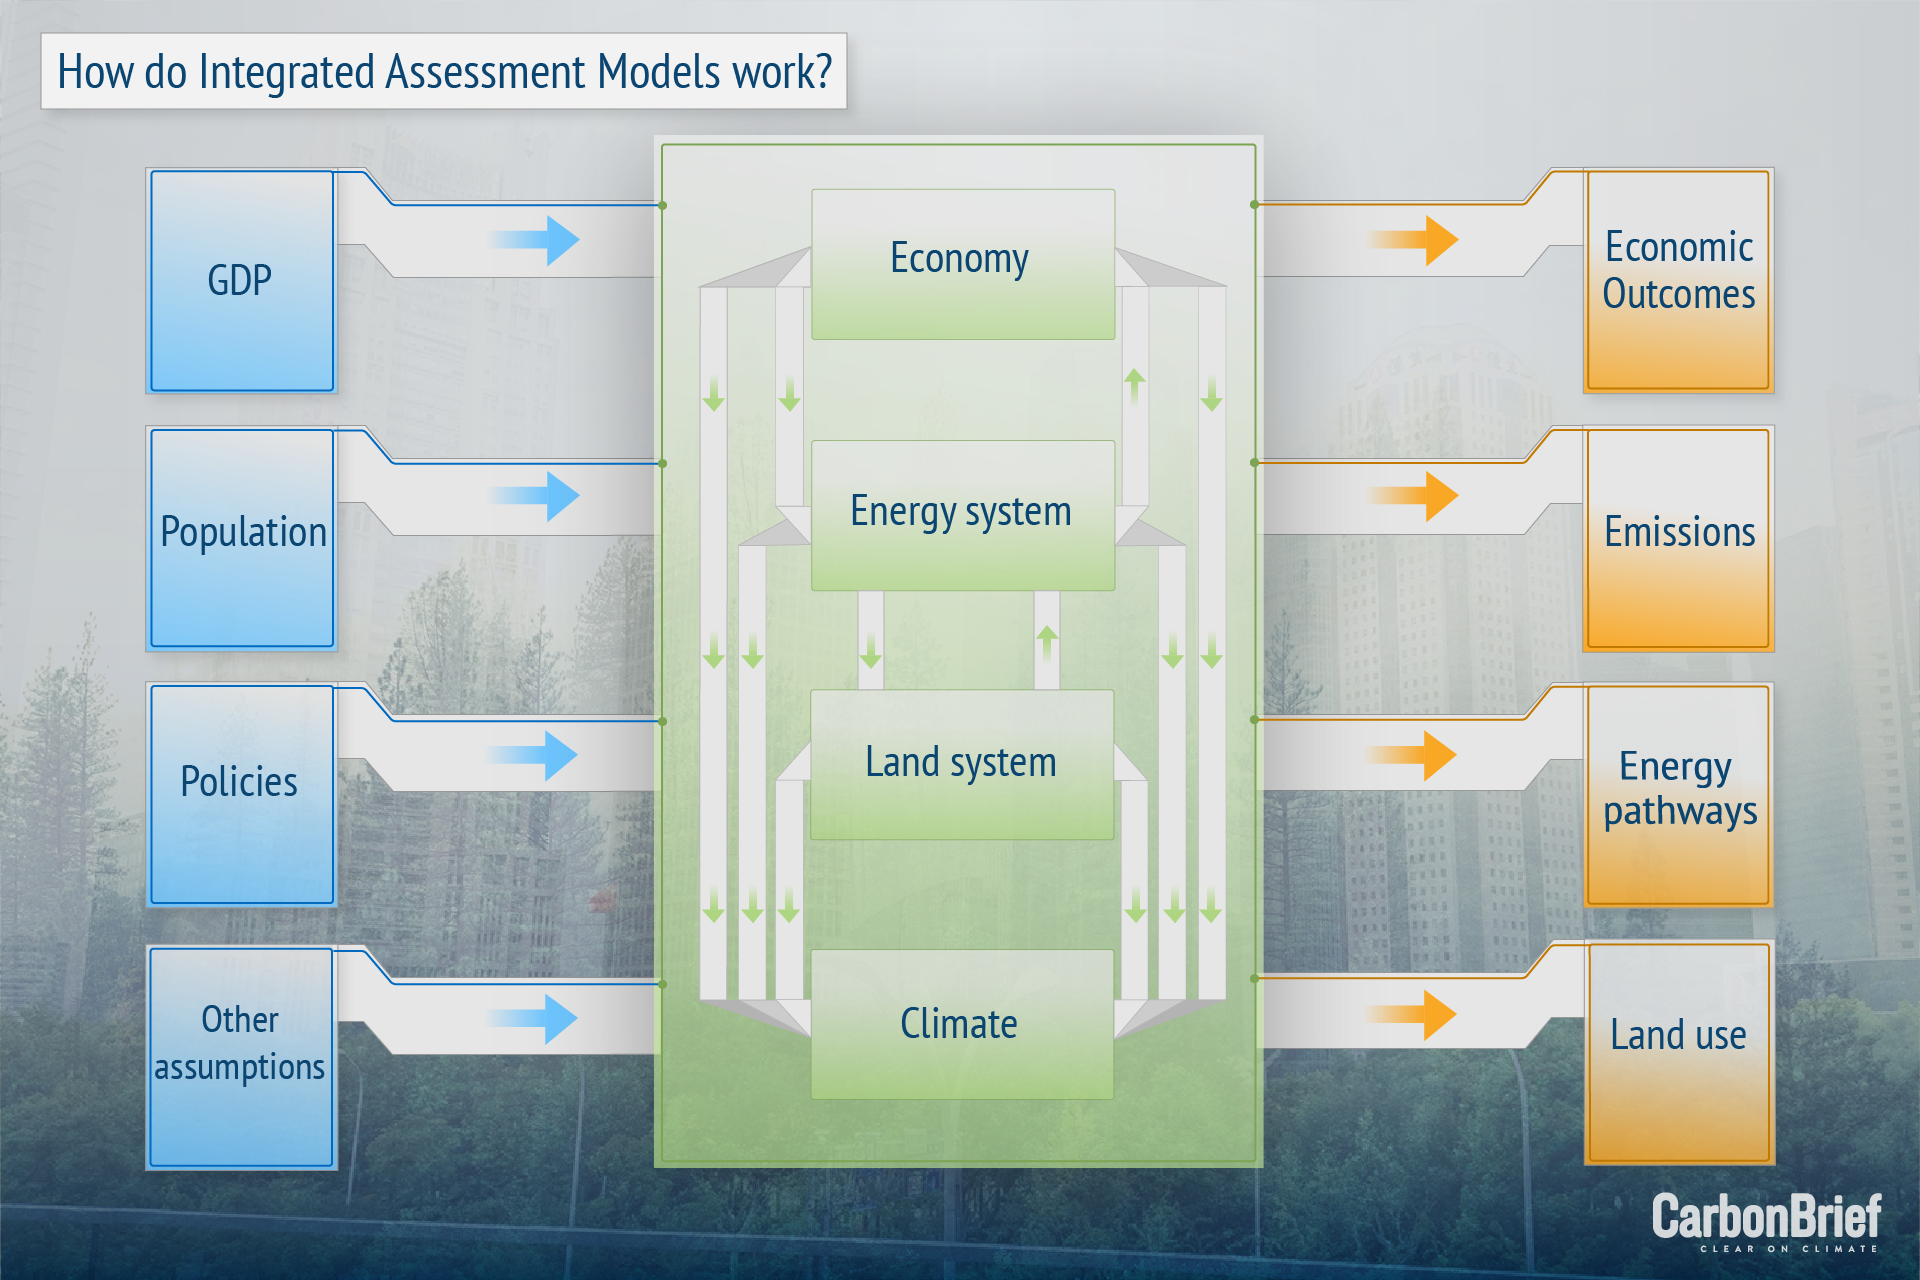 How do Integrated Assessment Models work?
GDP
Population
Policies
Other
assumptions
Economy
Energy system
Land system
Climate
Economic
Outcomes
Emissions
Energy
pathways
Land use
CarbonBrief
CLEAR ON CLIMATE